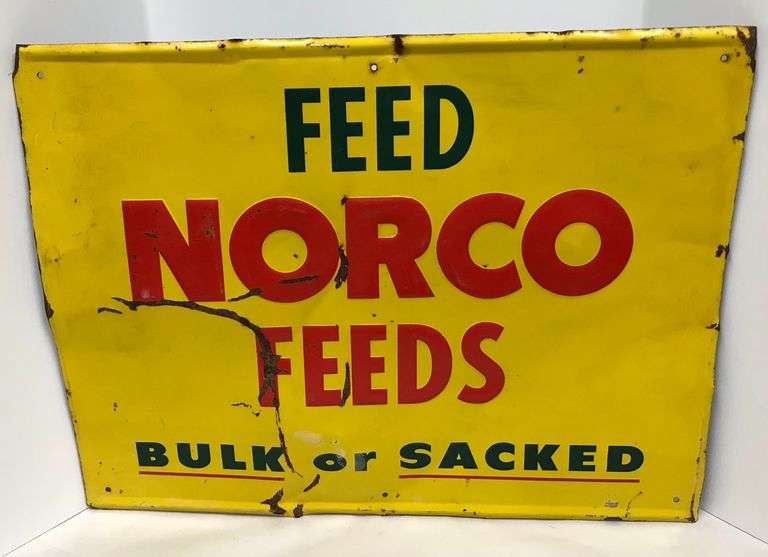 FEED
NORCO
FEEDS
BULK or SACKED